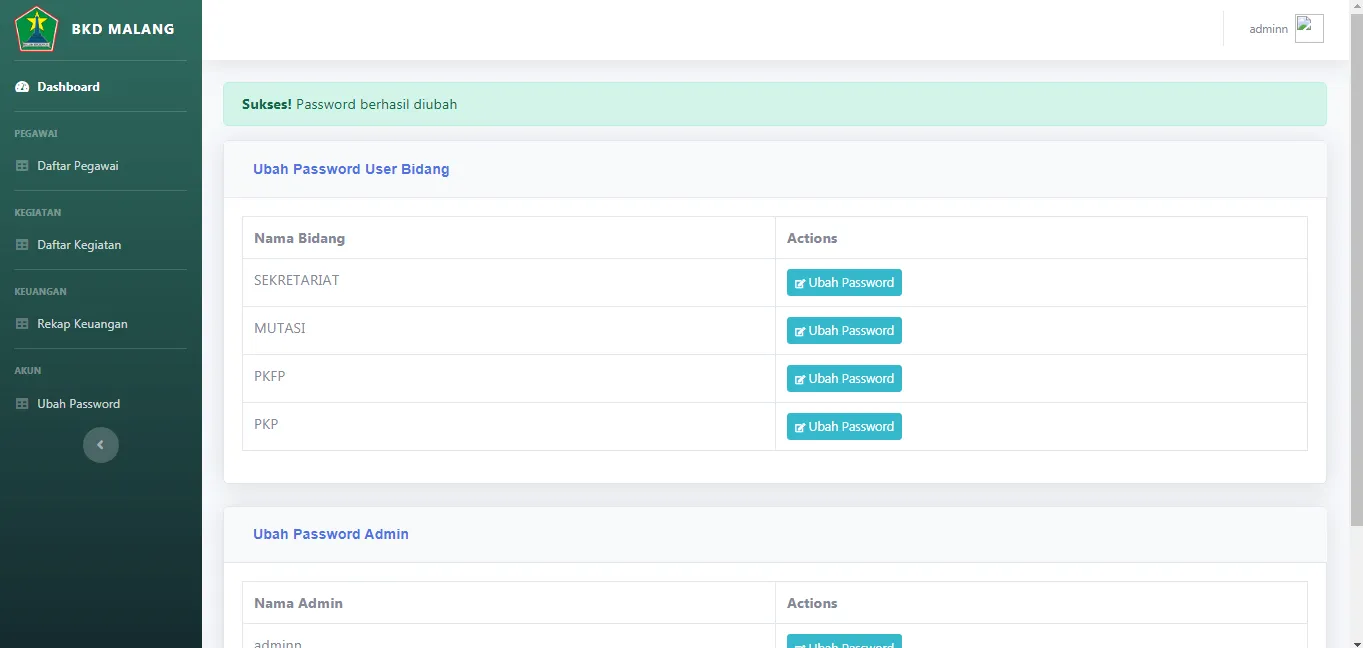 BKD MALANG
adminn
Dashboard
PEGAWAI
Daftar Pegawai
KEGIATAN
Daftar Kegiatan
KEUANGAN
Rekap Keuangan
AKUN
Ubah Password
Sukses! Password berhasil diubah
Ubah Password User Bidang
Nama Bidang Actions
SEKRETARIAT Ubah Password
MUTASI Ubah Password
PKFP Ubah Password
PKP Ubah Password
Ubah Password Admin
Nama Admin Actions
adminn Ubah Password